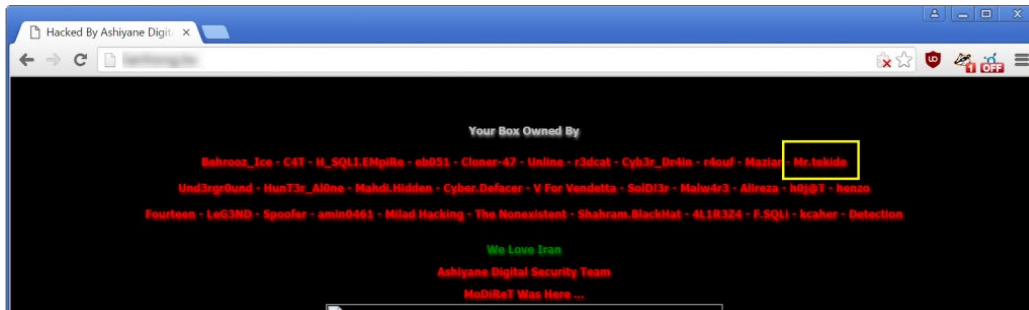 Hacked By Ashiyane Digit
OFF
Your Box Owned By
Behrooz_Ice - C4T - H_SQLI.EMpiRe - eb051 - Cloner-47 - Unline - r3dcat - Cyb3r_Dr4in - r4ouf - Maziar - Mr.tekide
Und3rgr0und - HunT3r_Al0ne - Mahdi.Hidden - Cyber.Defacer - V For Vendetta - SolDI3r - Malw4r3 - Alireza - h0j@T - henzo
Fourteen - LeG3ND - Spoofer - amin0461 - Milad Hacking - The Nonexistent - Shahram.BlackHat - 4L1R3Z4 - F.SQLi - kcaher - Detection
We Love Iran
Ashiyane Digital Security Team
MoDiReT Was Here ...